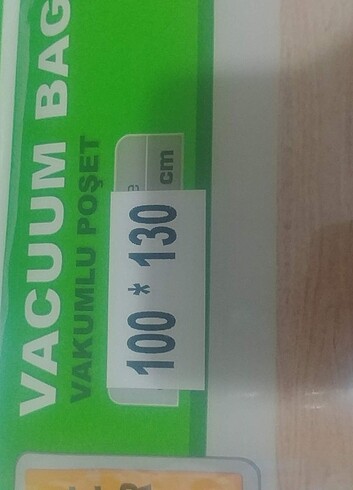 VACUUM BAG
VAKUMLU POŞET
cm
100 * 130